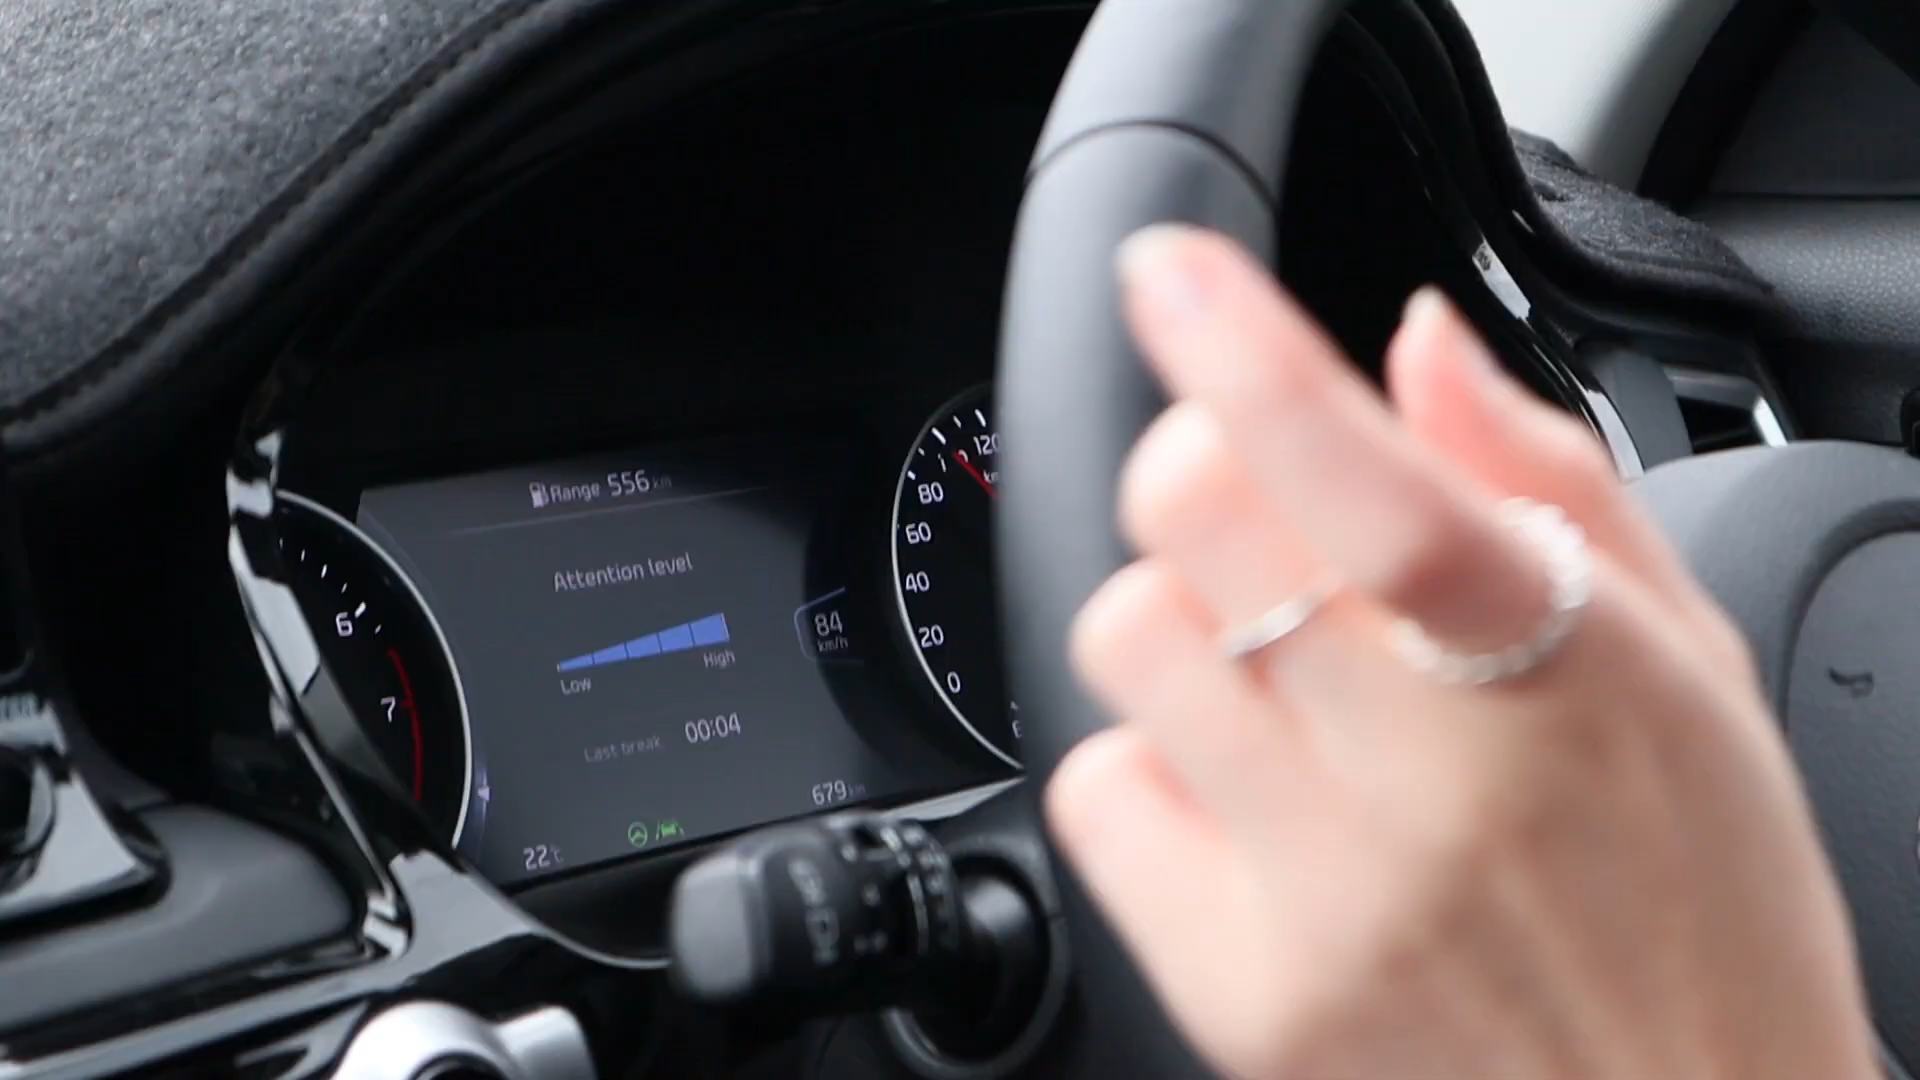 Range 556 km
Attention level
Low
High
Last break 00:04
84
km/h
679 km
22°c
6
7
120
80
60
40
20
0